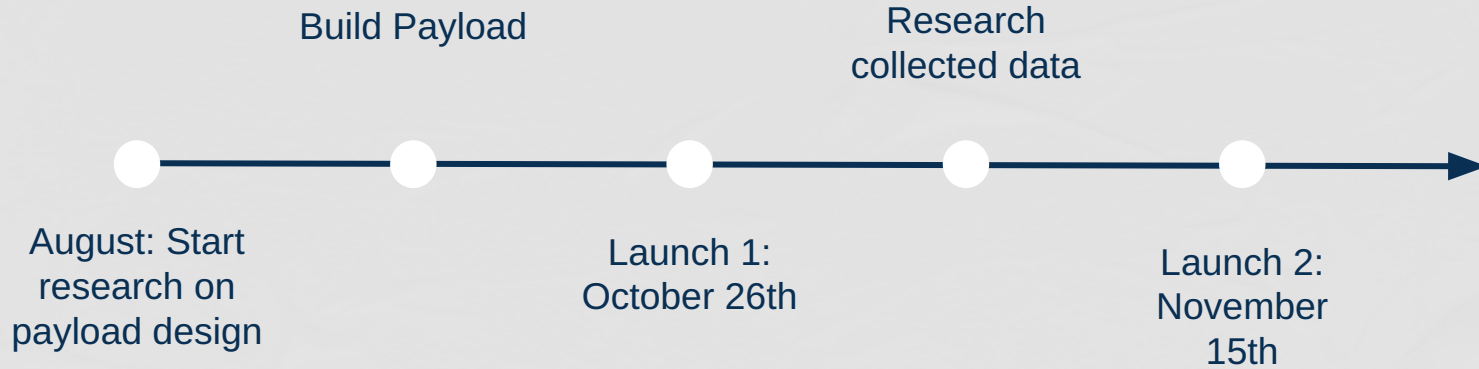 Build Payload
Research
collected data
August: Start
research on
payload design
Launch 1:
October 26th
Launch 2:
November
15th